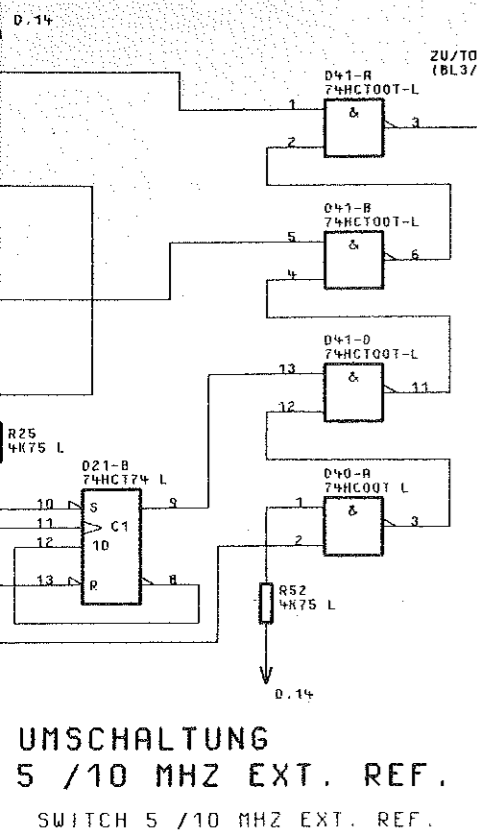 D.14
ZU/TO
(BL3/
D41-A
74HCT00T-L
1
&
3
2
D41-B
74HCT00T-L
5
&
6
4
D41-D
74HCT00T-L
13
&
11
12
R25
4K75 L
D21-B
74HCT74 L
D40-A
74HC00T L
10
S
9
11
C1
12
1D
13
R
8
1
&
3
2
R52
4K75 L
D.14
UMSCHALTUNG
5 /10 MHZ EXT. REF.
SWITCH 5 /10 MHZ EXT. REF.